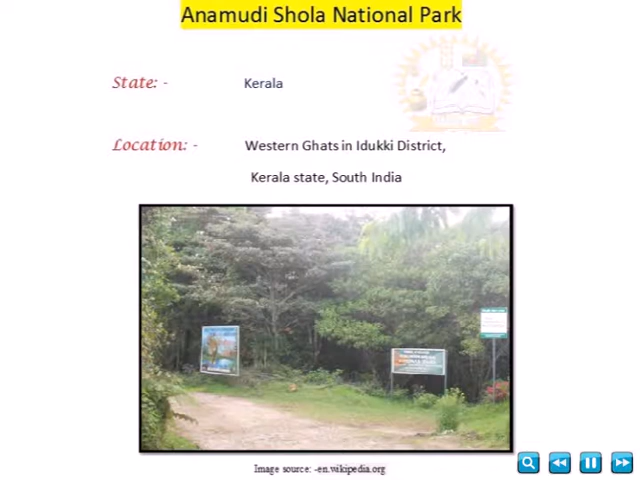 Anamudi Shola National Park
State: - Kerala
Location: - Western Ghats in Idukki District,
Kerala state, South India
Image source: -en.wikipedia.org